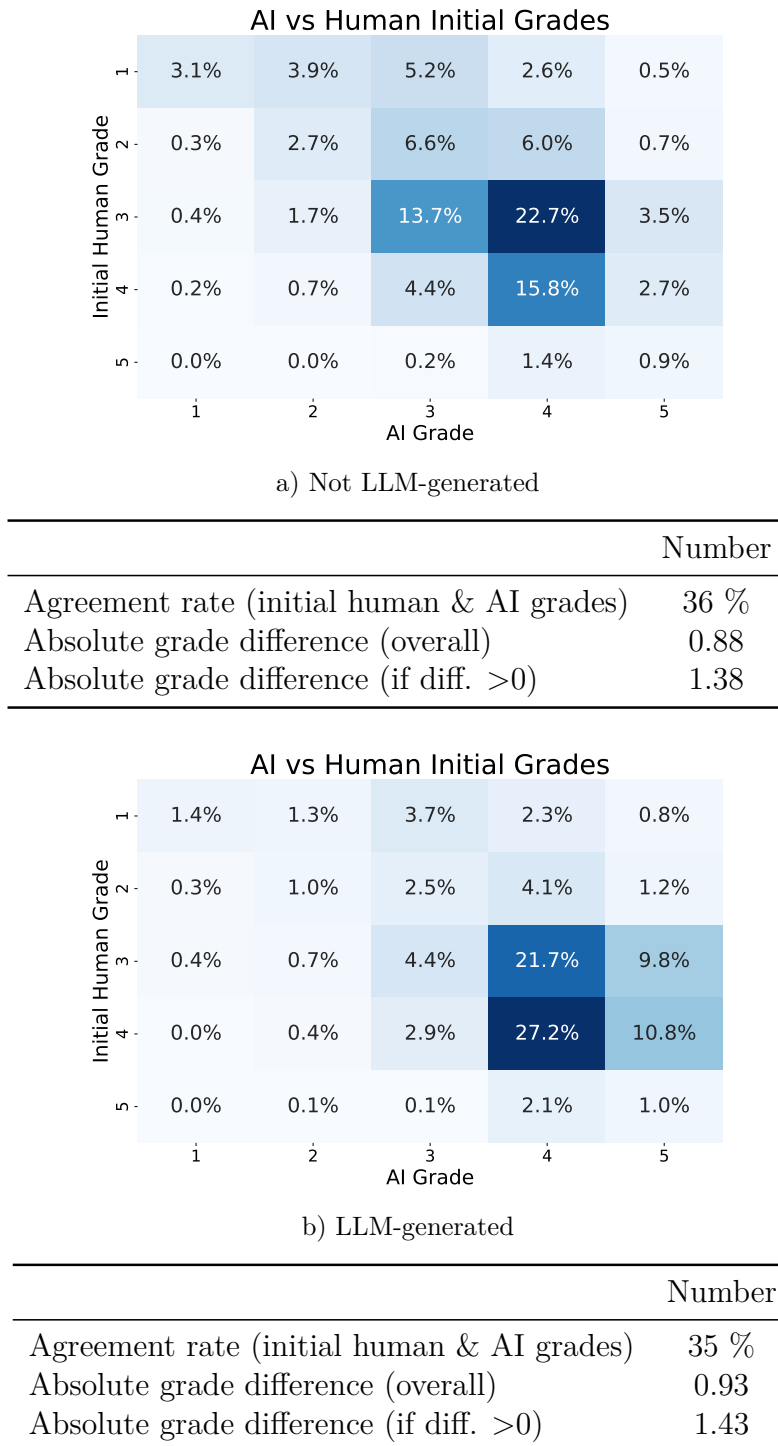 AI vs Human Initial Grades
1 3.1% 3.9% 5.2% 2.6% 0.5%
2 0.3% 2.7% 6.6% 6.0% 0.7%
3 0.4% 1.7% 13.7% 22.7% 3.5%
4 0.2% 0.7% 4.4% 15.8% 2.7%
5 0.0% 0.0% 0.2% 1.4% 0.9%
Initial Human Grade
1 2 3 4 5
AI Grade
a) Not LLM-generated
Number
Agreement rate (initial human & AI grades) 36 %
Absolute grade difference (overall) 0.88
Absolute grade difference (if diff. >0) 1.38
AI vs Human Initial Grades
1 1.4% 1.3% 3.7% 2.3% 0.8%
2 0.3% 1.0% 2.5% 4.1% 1.2%
3 0.4% 0.7% 4.4% 21.7% 9.8%
4 0.0% 0.4% 2.9% 27.2% 10.8%
5 0.0% 0.1% 0.1% 2.1% 1.0%
Initial Human Grade
1 2 3 4 5
AI Grade
b) LLM-generated
Number
Agreement rate (initial human & AI grades) 35 %
Absolute grade difference (overall) 0.93
Absolute grade difference (if diff. >0) 1.43